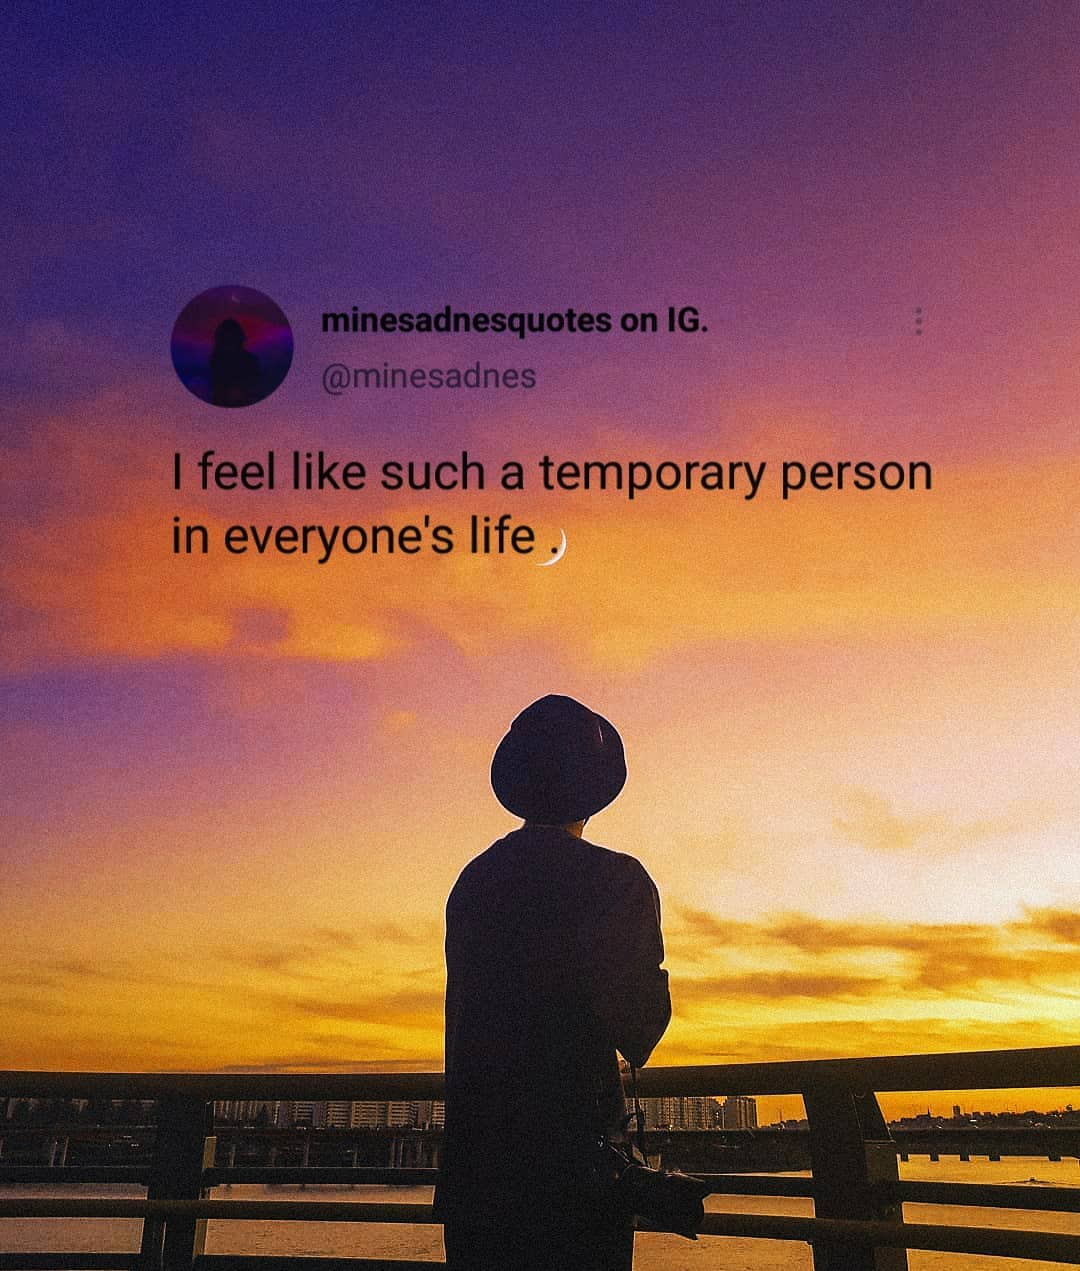 minesadnesquotes on IG.
@minesadnes
I feel like such a temporary person
in everyone's life .